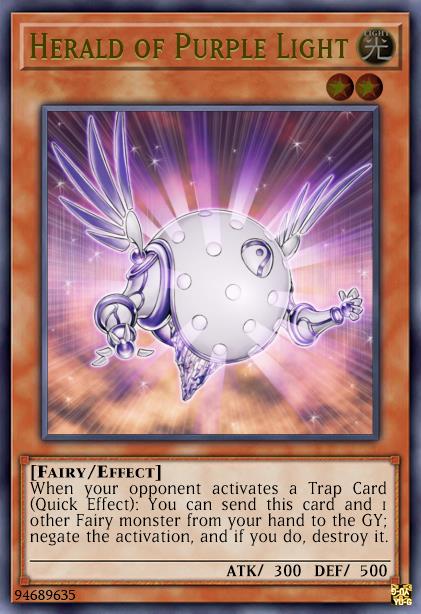 HERALD OF PURPLE LIGHT
LIGHT
光
[FAIRY/EFFECT]
When your opponent activates a Trap Card
(Quick Effect): You can send this card and 1
other Fairy monster from your hand to the GY;
negate the activation, and if you do, destroy it.
ATK/ 300 DEF/ 500
94689635